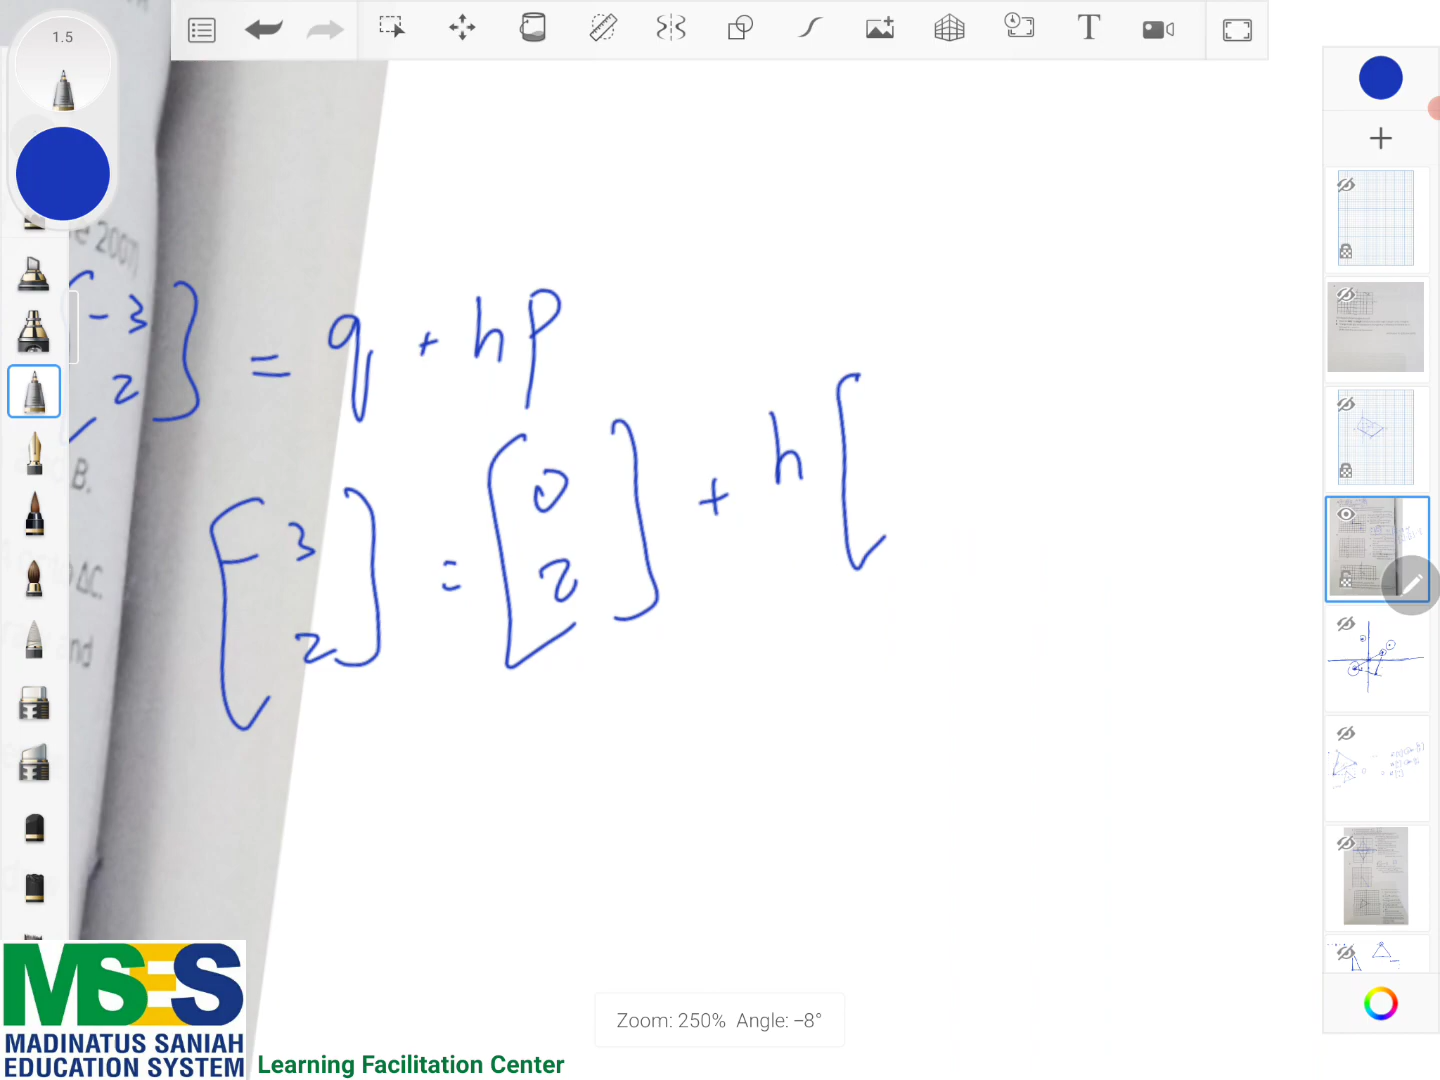 1.5
T
e 2007)
[-3
2] = q + hp
B.
[-3
2] = [0
2] + h[
ΔC.
nd
MSES
MADINATUS SANIAH
EDUCATION SYSTEM
Learning Facilitation Center
Zoom: 250% Angle: –8°